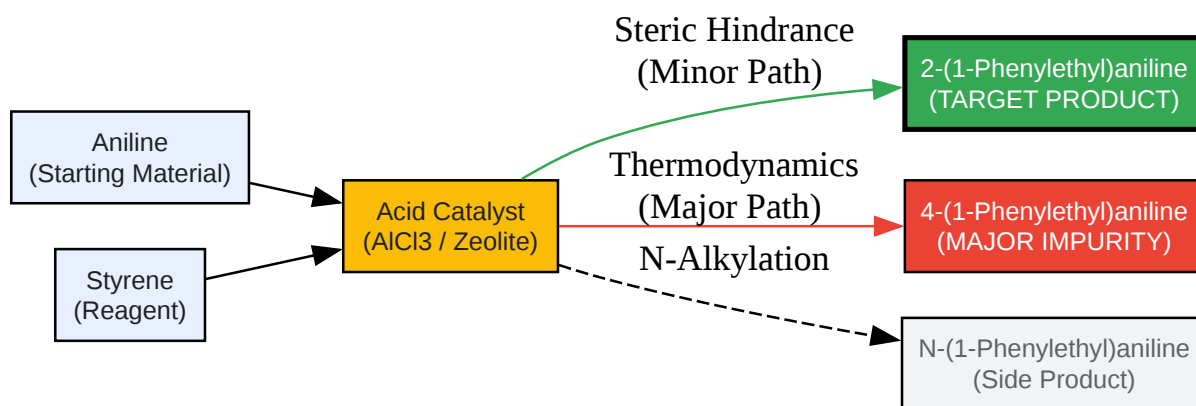 Steric Hindrance
(Minor Path)
2-(1-Phenylethyl)aniline
(TARGET PRODUCT)
Aniline
(Starting Material)
Thermodynamics
(Major Path)
Acid Catalyst
(AlCl3 / Zeolite)
4-(1-Phenylethyl)aniline
(MAJOR IMPURITY)
N-Alkylation
Styrene
(Reagent)
N-(1-Phenylethyl)aniline
(Side Product)